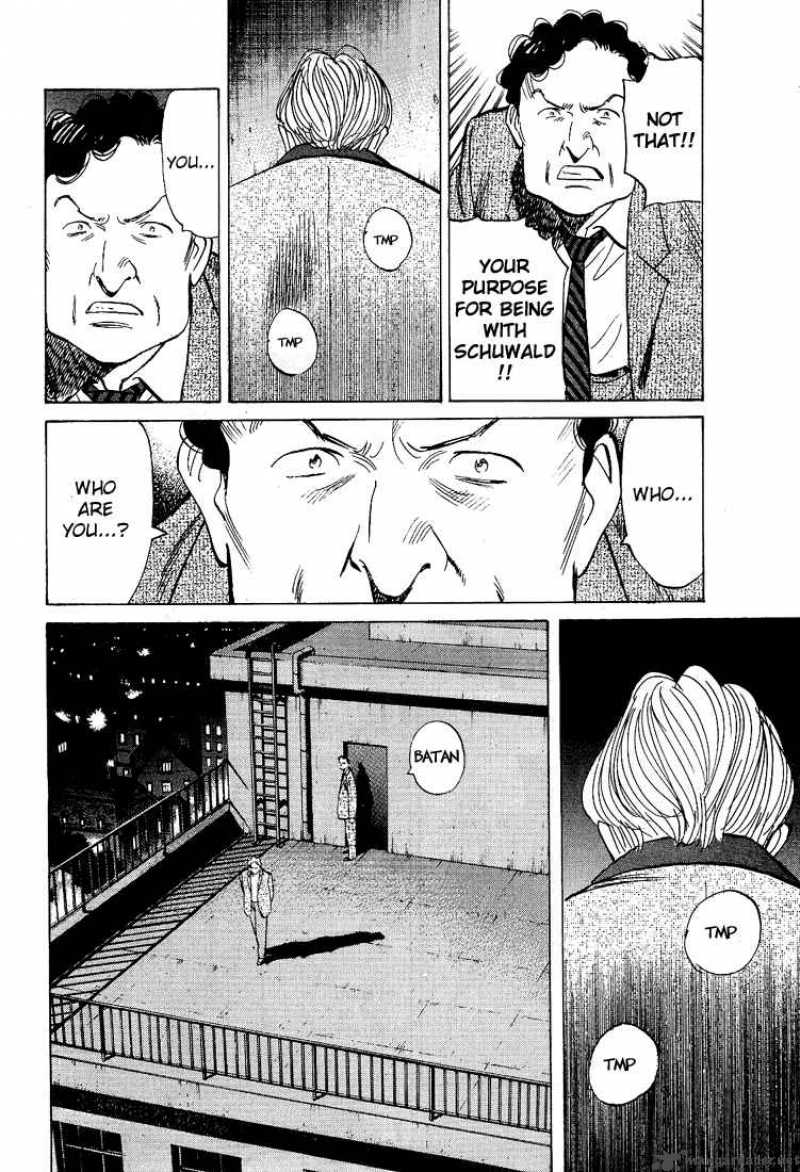 NOT
THAT!!
YOUR
PURPOSE
FOR BEING
WITH
SCHUWALD
!!
TMP
TMP
YOU...
WHO...
WHO
ARE
YOU...?
TMP
TMP
BATAN